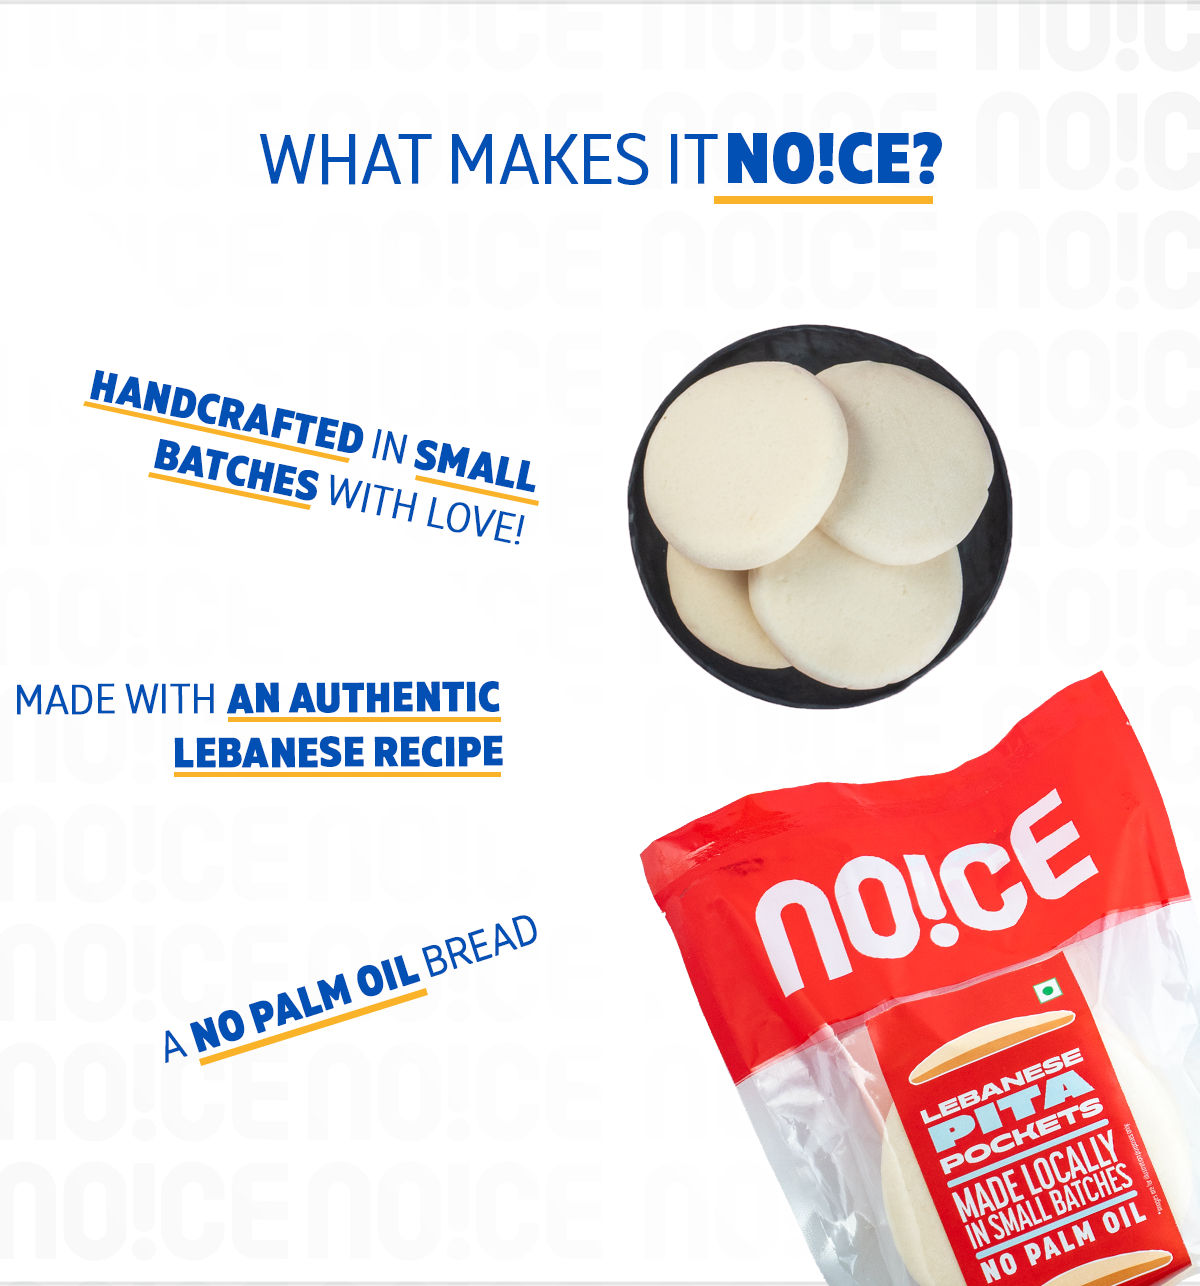 WHAT MAKES IT NO!CE?
HANDCRAFTED IN SMALL
BATCHES WITH LOVE!
MADE WITH AN AUTHENTIC
LEBANESE RECIPE
A NO PALM OIL BREAD
NO!CE
LEBANESE
PITA
POCKETS
MADE LOCALLY
IN SMALL BATCHES
NO PALM OIL